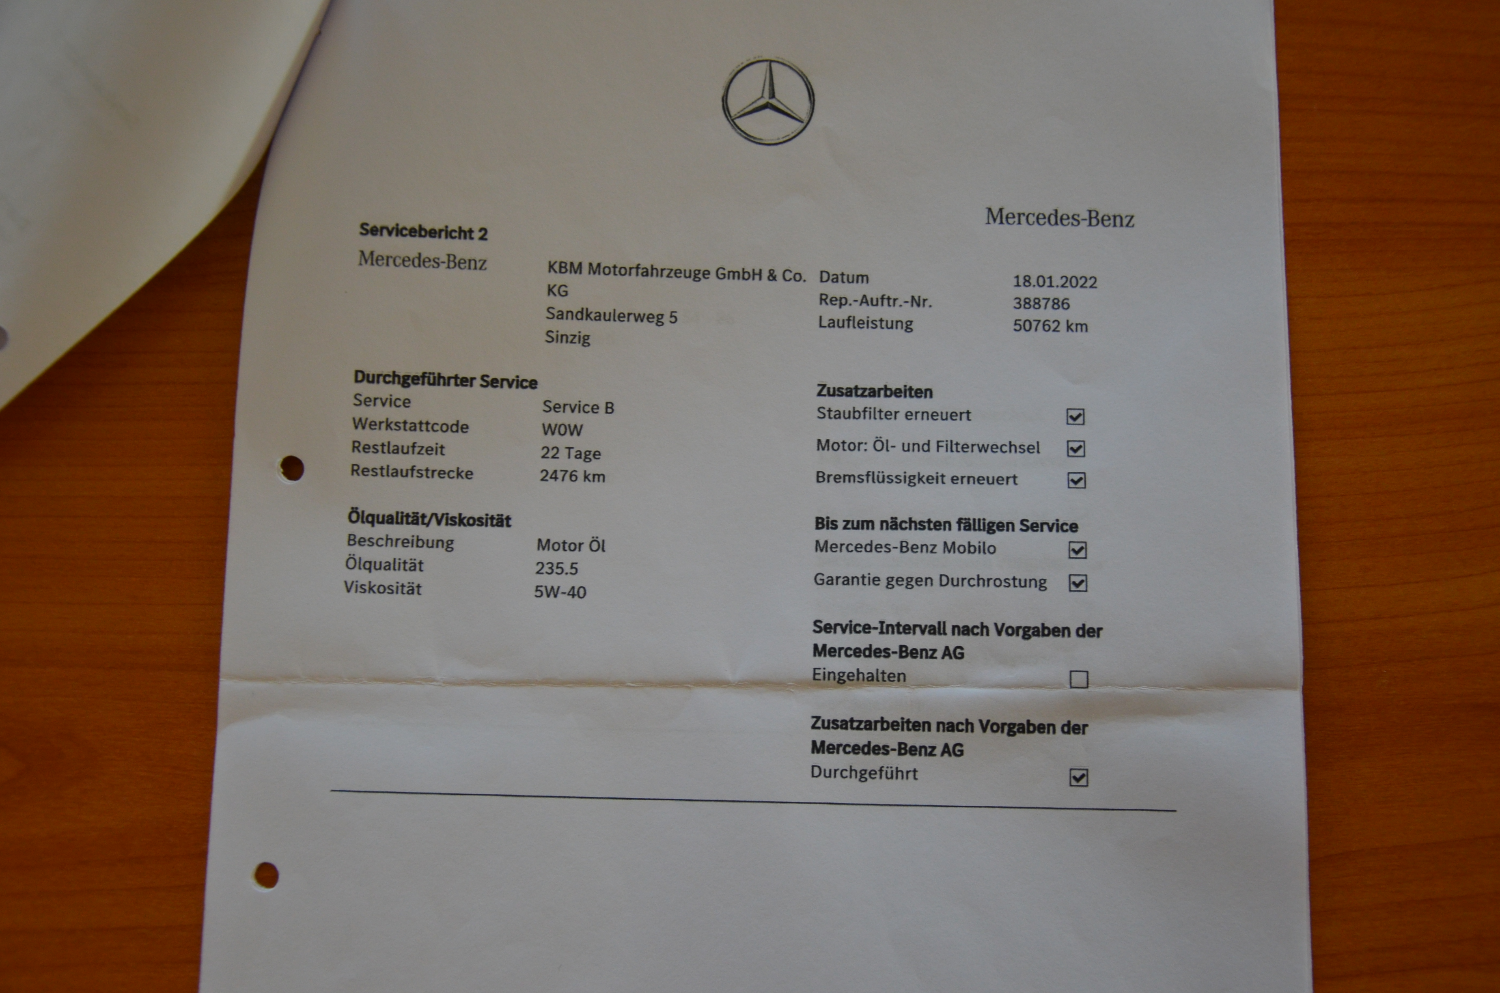 Mercedes-Benz
Servicebericht 2
Mercedes-Benz
KBM Motorfahrzeuge GmbH & Co.
KG
Sandkaulerweg 5
Sinzig
Datum 18.01.2022
Rep.-Auftr.-Nr. 388786
Laufleistung 50762 km
Durchgeführter Service
Service Service B
Werkstattcode W0W
Restlaufzeit 22 Tage
Restlaufstrecke 2476 km
Ölqualität/Viskosität
Beschreibung Motor Öl
Ölqualität 235.5
Viskosität 5W-40
Zusatzarbeiten
Staubfilter erneuert
Motor: Öl- und Filterwechsel
Bremsflüssigkeit erneuert
Bis zum nächsten fälligen Service
Mercedes-Benz Mobilo
Garantie gegen Durchrostung
Service-Intervall nach Vorgaben der
Mercedes-Benz AG
Eingehalten
Zusatzarbeiten nach Vorgaben der
Mercedes-Benz AG
Durchgeführt